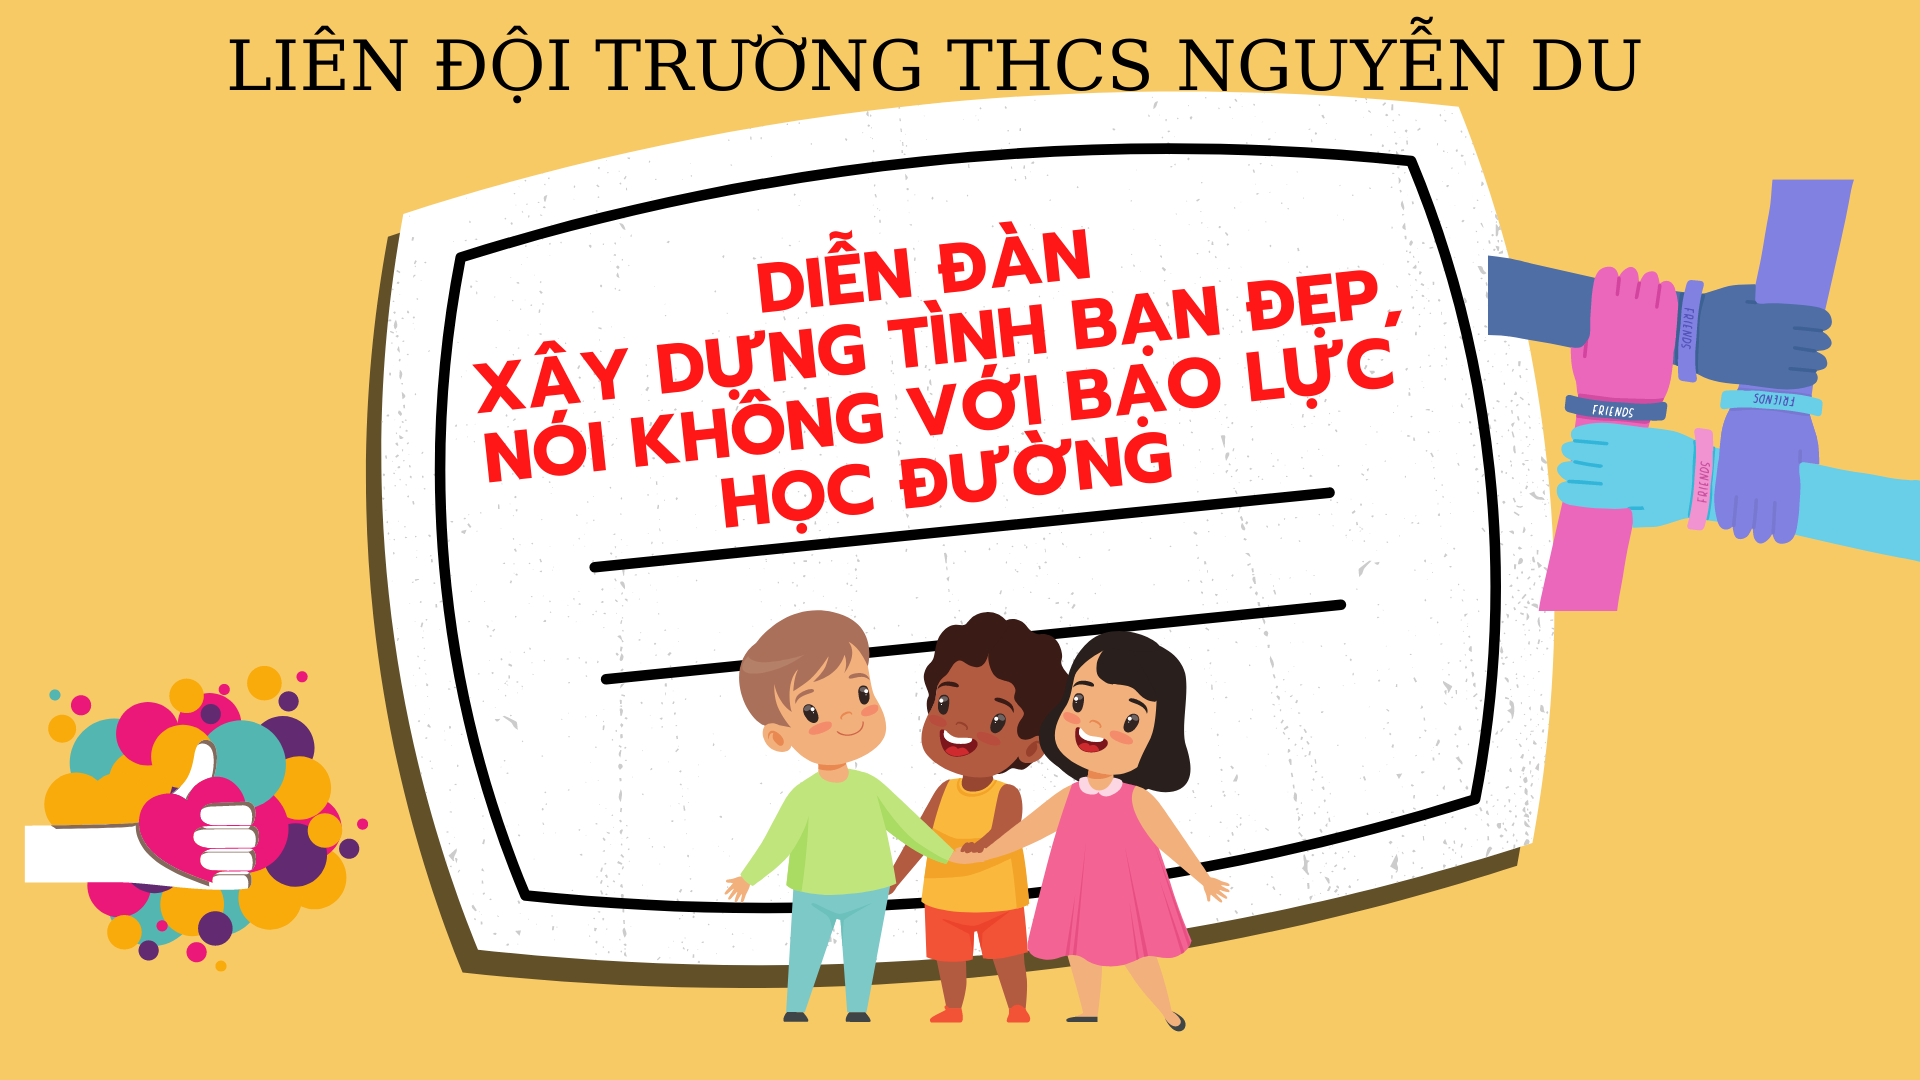 LIÊN ĐỘI TRƯỜNG THCS NGUYỄN DU
DIỄN ĐÀN
XÂY DỰNG TÌNH BẠN ĐẸP,
NÓI KHÔNG VỚI BẠO LỰC
HỌC ĐƯỜNG
FRIENDS
FRIENDS
FRIENDS
FRIENDS